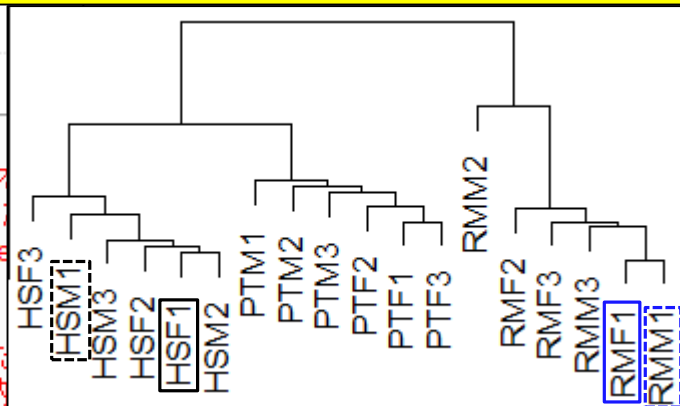 HSF3
HSM1
HSM3
HSF2
HSF1
HSM2
PTM1
PTM2
PTM3
PTF2
PTF1
PTF3
RMM2
RMF2
RMF3
RMM3
RMF1
RMM1